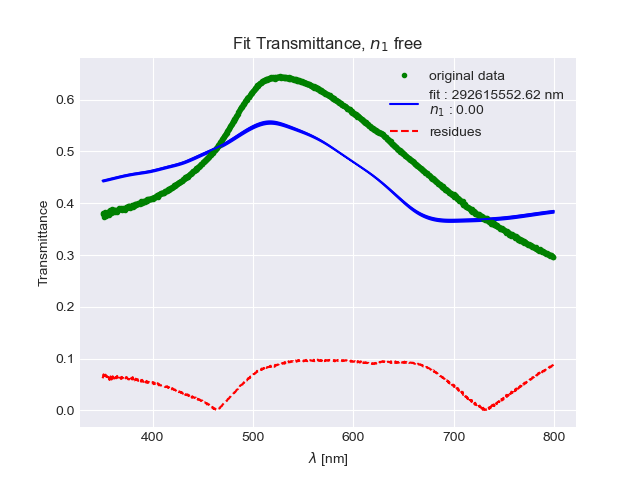 Fit Transmittance, n₁ free
original data
fit : 292615552.62 nm
n₁ : 0.00
residues
Transmittance
0.6
0.5
0.4
0.3
0.2
0.1
0.0
400 500 600 700 800
λ [nm]